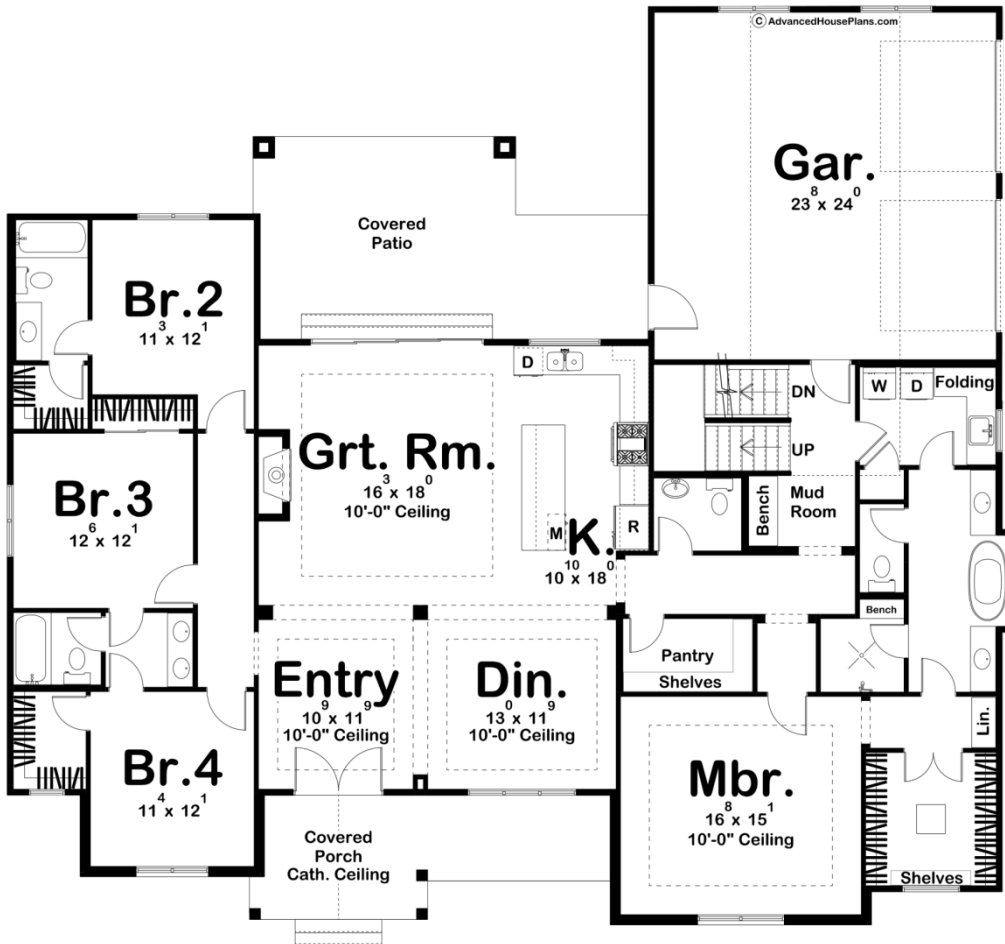 © AdvancedHousePlans.com
Gar.
23⁸ x 24⁰
Covered
Patio
Br.2
11³ x 12¹
D
DN
W
D
Folding
UP
Grt. Rm.
16³ x 18⁰
10'-0" Ceiling
Br.3
12⁶ x 12¹
Bench
Mud
Room
M
R
K.
10¹⁰ x 18⁰
Bench
Pantry
Shelves
Entry
10⁹ x 11⁹
10'-0" Ceiling
Din.
13⁰ x 11⁹
10'-0" Ceiling
Lin.
Br.4
11⁴ x 12¹
Mbr.
16⁸ x 15¹
10'-0" Ceiling
Covered
Porch
Cath. Ceiling
Shelves